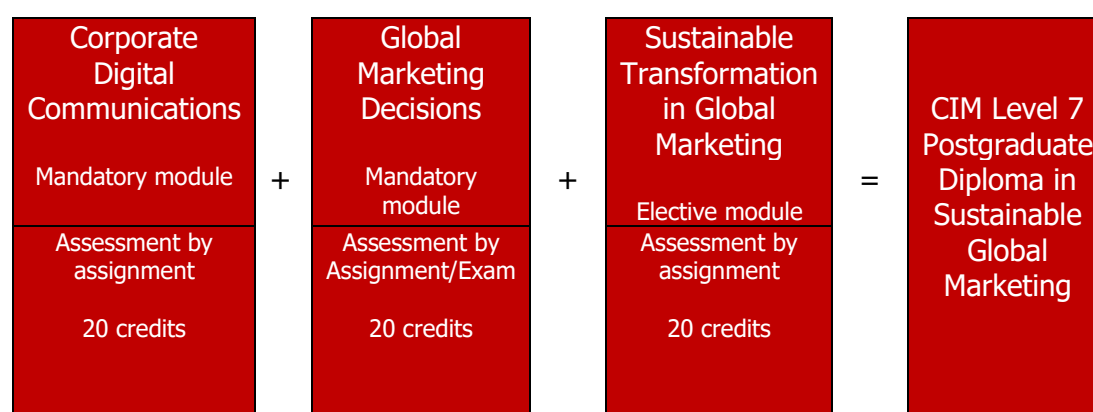 Corporate
Digital
Communications
Mandatory module
Assessment by
assignment
20 credits
+
Global
Marketing
Decisions
Mandatory
module
Assessment by
Assignment/Exam
20 credits
+
Sustainable
Transformation
in Global
Marketing
Elective module
Assessment by
assignment
20 credits
=
CIM Level 7
Postgraduate
Diploma in
Sustainable
Global
Marketing